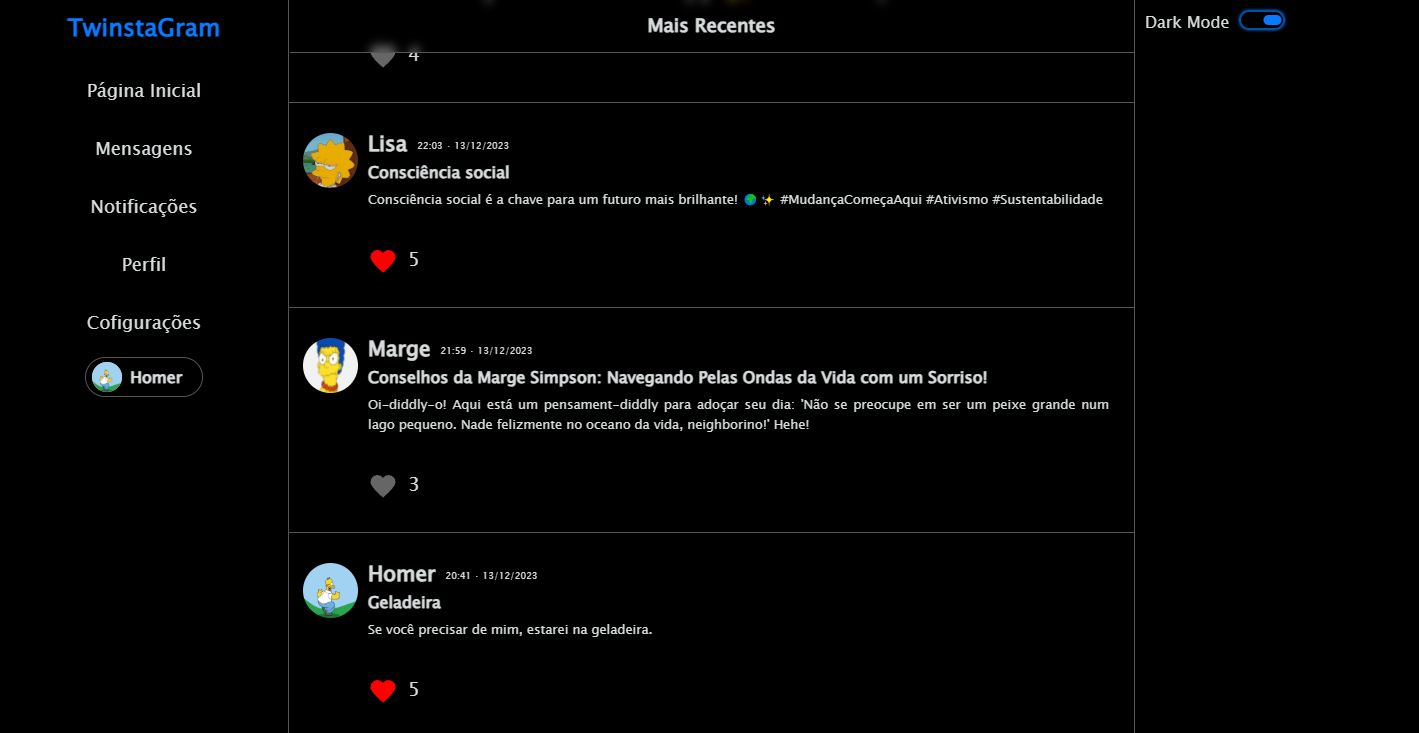 TwinstaGram
Página Inicial
Mensagens
Notificações
Perfil
Cofigurações
Homer
Mais Recentes
4
Lisa 22:03 · 13/12/2023
Consciência social
Consciência social é a chave para um futuro mais brilhante! 🌍 ✨ #MudançaComeçaAqui #Ativismo #Sustentabilidade
5
Marge 21:59 · 13/12/2023
Conselhos da Marge Simpson: Navegando Pelas Ondas da Vida com um Sorriso!
Oi-diddly-o! Aqui está um pensament-diddly para adoçar seu dia: 'Não se preocupe em ser um peixe grande num
lago pequeno. Nade felizmente no oceano da vida, neighborino!' Hehe!
3
Homer 20:41 · 13/12/2023
Geladeira
Se você precisar de mim, estarei na geladeira.
5
Dark Mode